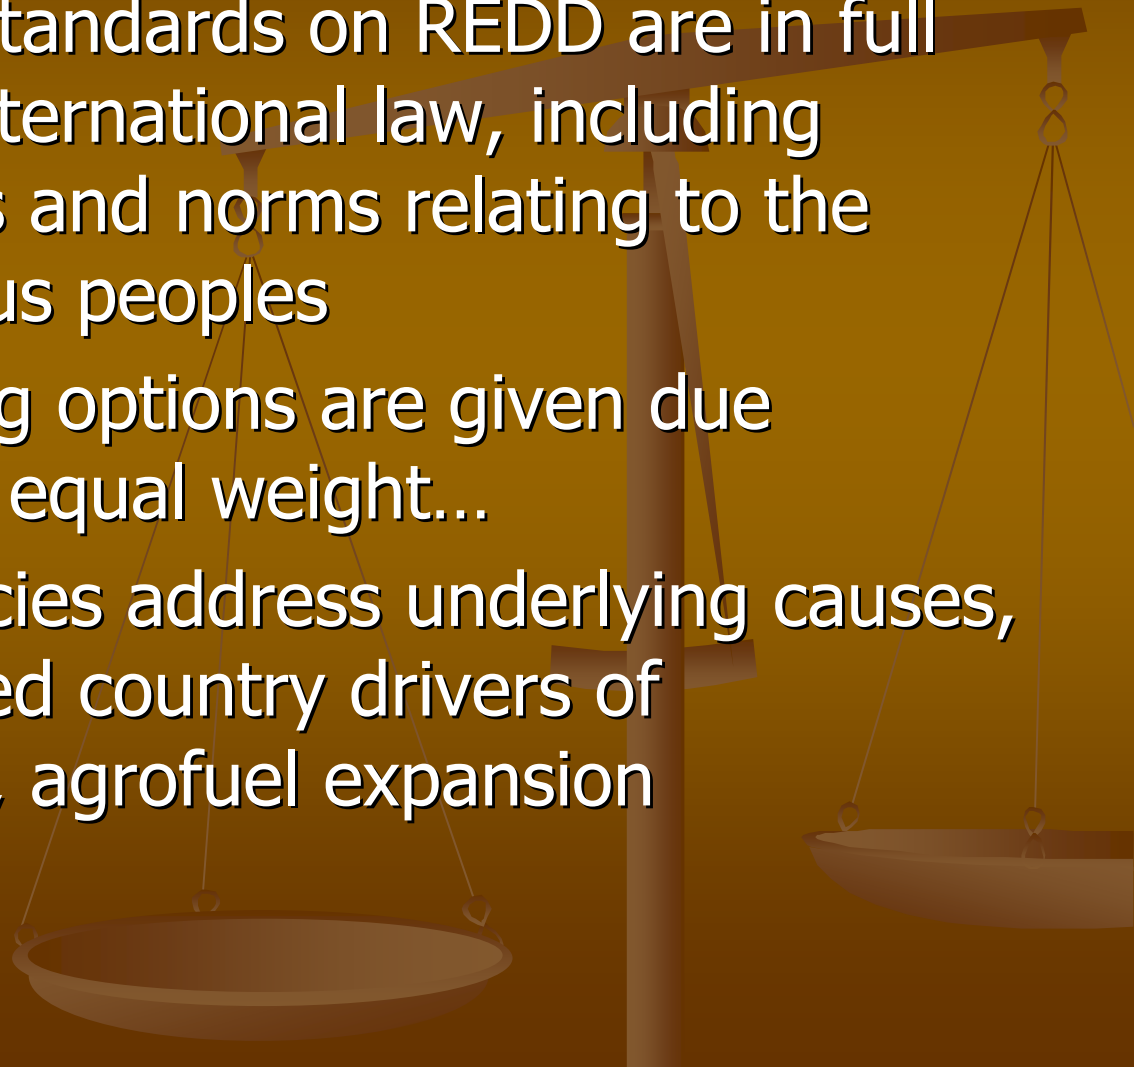 tandards on REDD are in full
ternational law, including
s and norms relating to the
us peoples
g options are given due
equal weight…
cies address underlying causes,
ed country drivers of
, agrofuel expansion